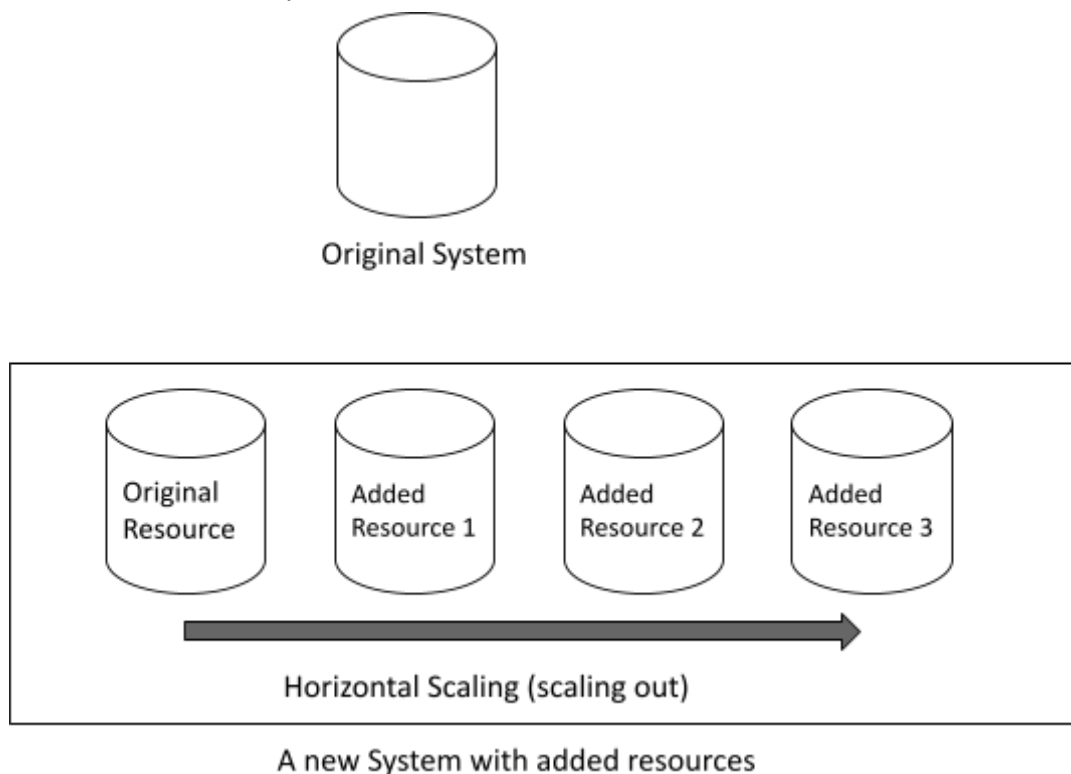 Original System
Original
Resource
Added
Resource 1
Added
Resource 2
Added
Resource 3
Horizontal Scaling (scaling out)
A new System with added resources